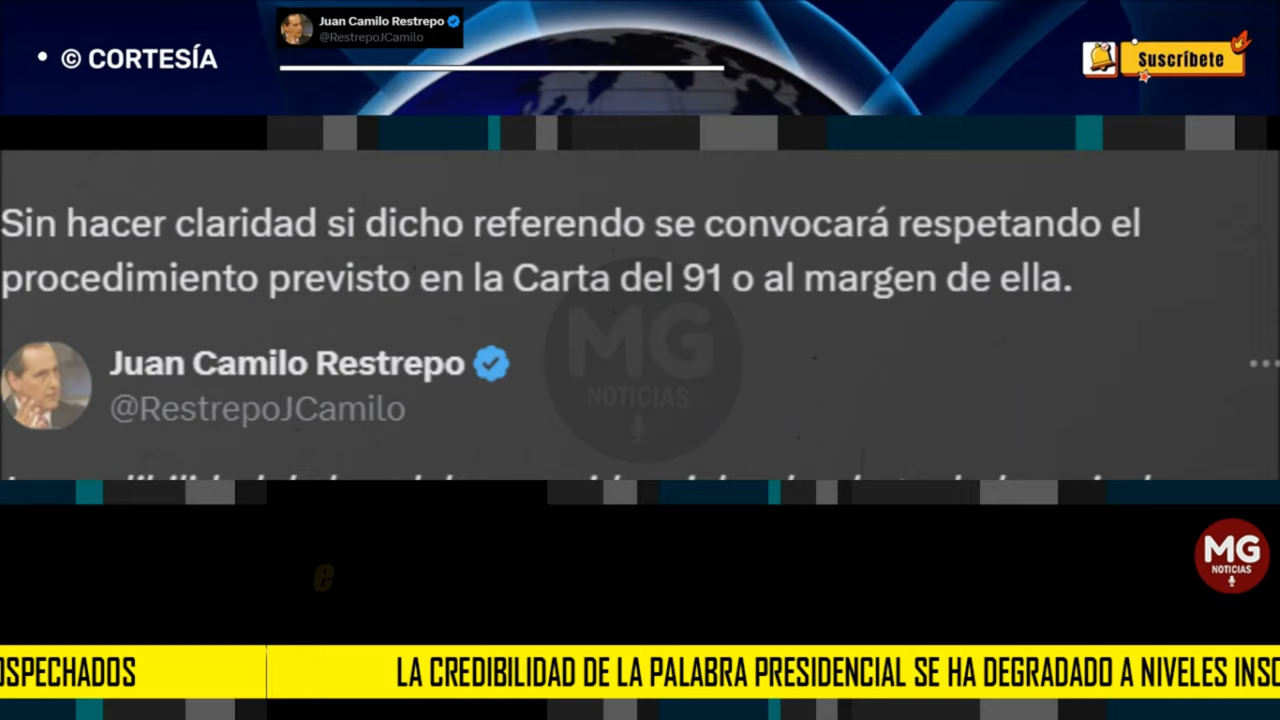 Juan Camilo Restrepo
@RestrepoJCamilo
• © CORTESÍA
Suscríbete
Sin hacer claridad si dicho referendo se convocará respetando el
procedimiento previsto en la Carta del 91 o al margen de ella.
MG
NOTICIAS
Juan Camilo Restrepo
@RestrepoJCamilo
e
MG
NOTICIAS
OSPECHADOS
LA CREDIBILIDAD DE LA PALABRA PRESIDENCIAL SE HA DEGRADADO A NIVELES INSO